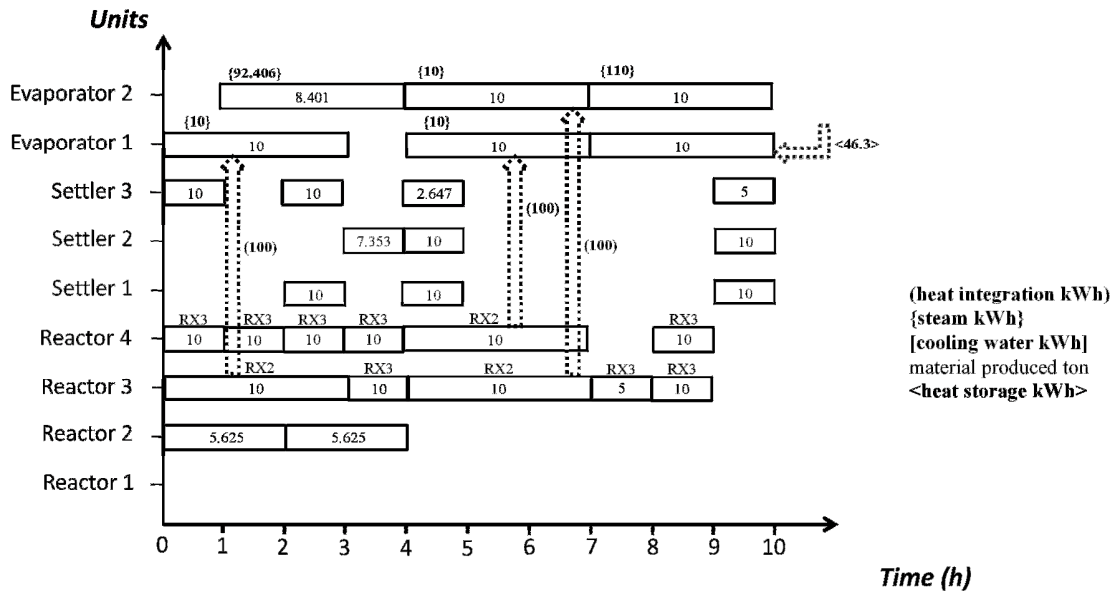 Units
{92.406} {10} {110}
Evaporator 2 8.401 10 10
{10} {10}
Evaporator 1 10 10 10 <46.3>
Settler 3 10 10 2.647 5
(100)
Settler 2 7.353 10 10
(100) (100)
Settler 1 10 10 10
RX3 RX3 RX3 RX3 RX2 RX3
Reactor 4 10 10 10 10 10 10
RX2 RX3 RX2 RX3 RX3
Reactor 3 10 10 10 5 10
Reactor 2 5.625 5.625
Reactor 1
0 1 2 3 4 5 6 7 8 9 10
Time (h)
(heat integration kWh)
{steam kWh}
[cooling water kWh]
material produced ton
<heat storage kWh>